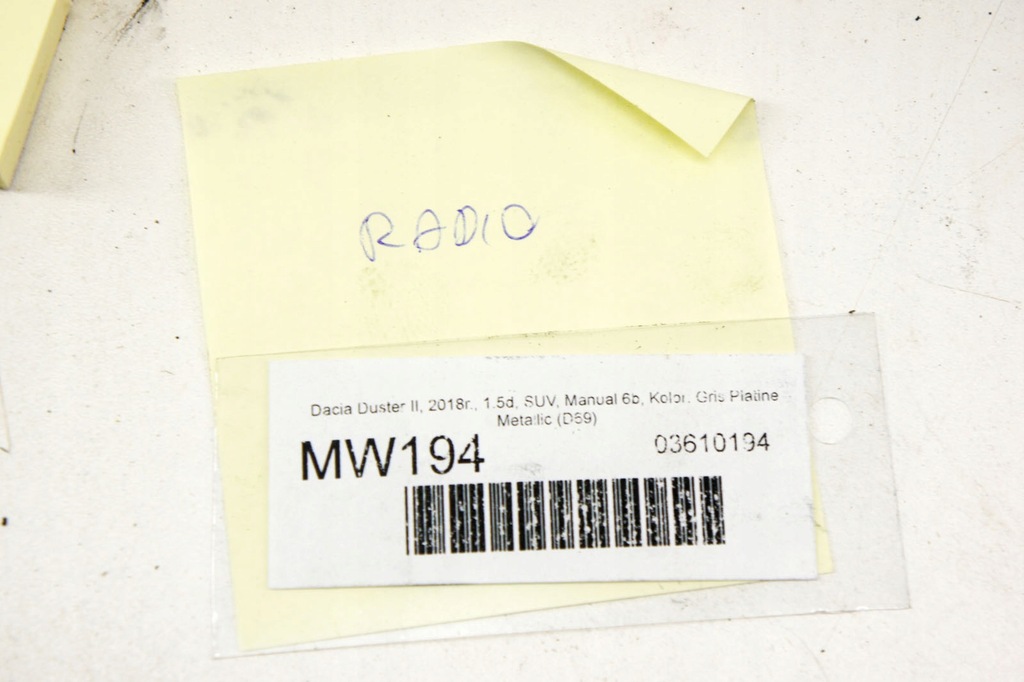 RADIO
Dacia Duster II, 2018r., 1.5d, SUV, Manual 6b, Kolor: Gris Platine
Metallic (D69)
MW194
03610194